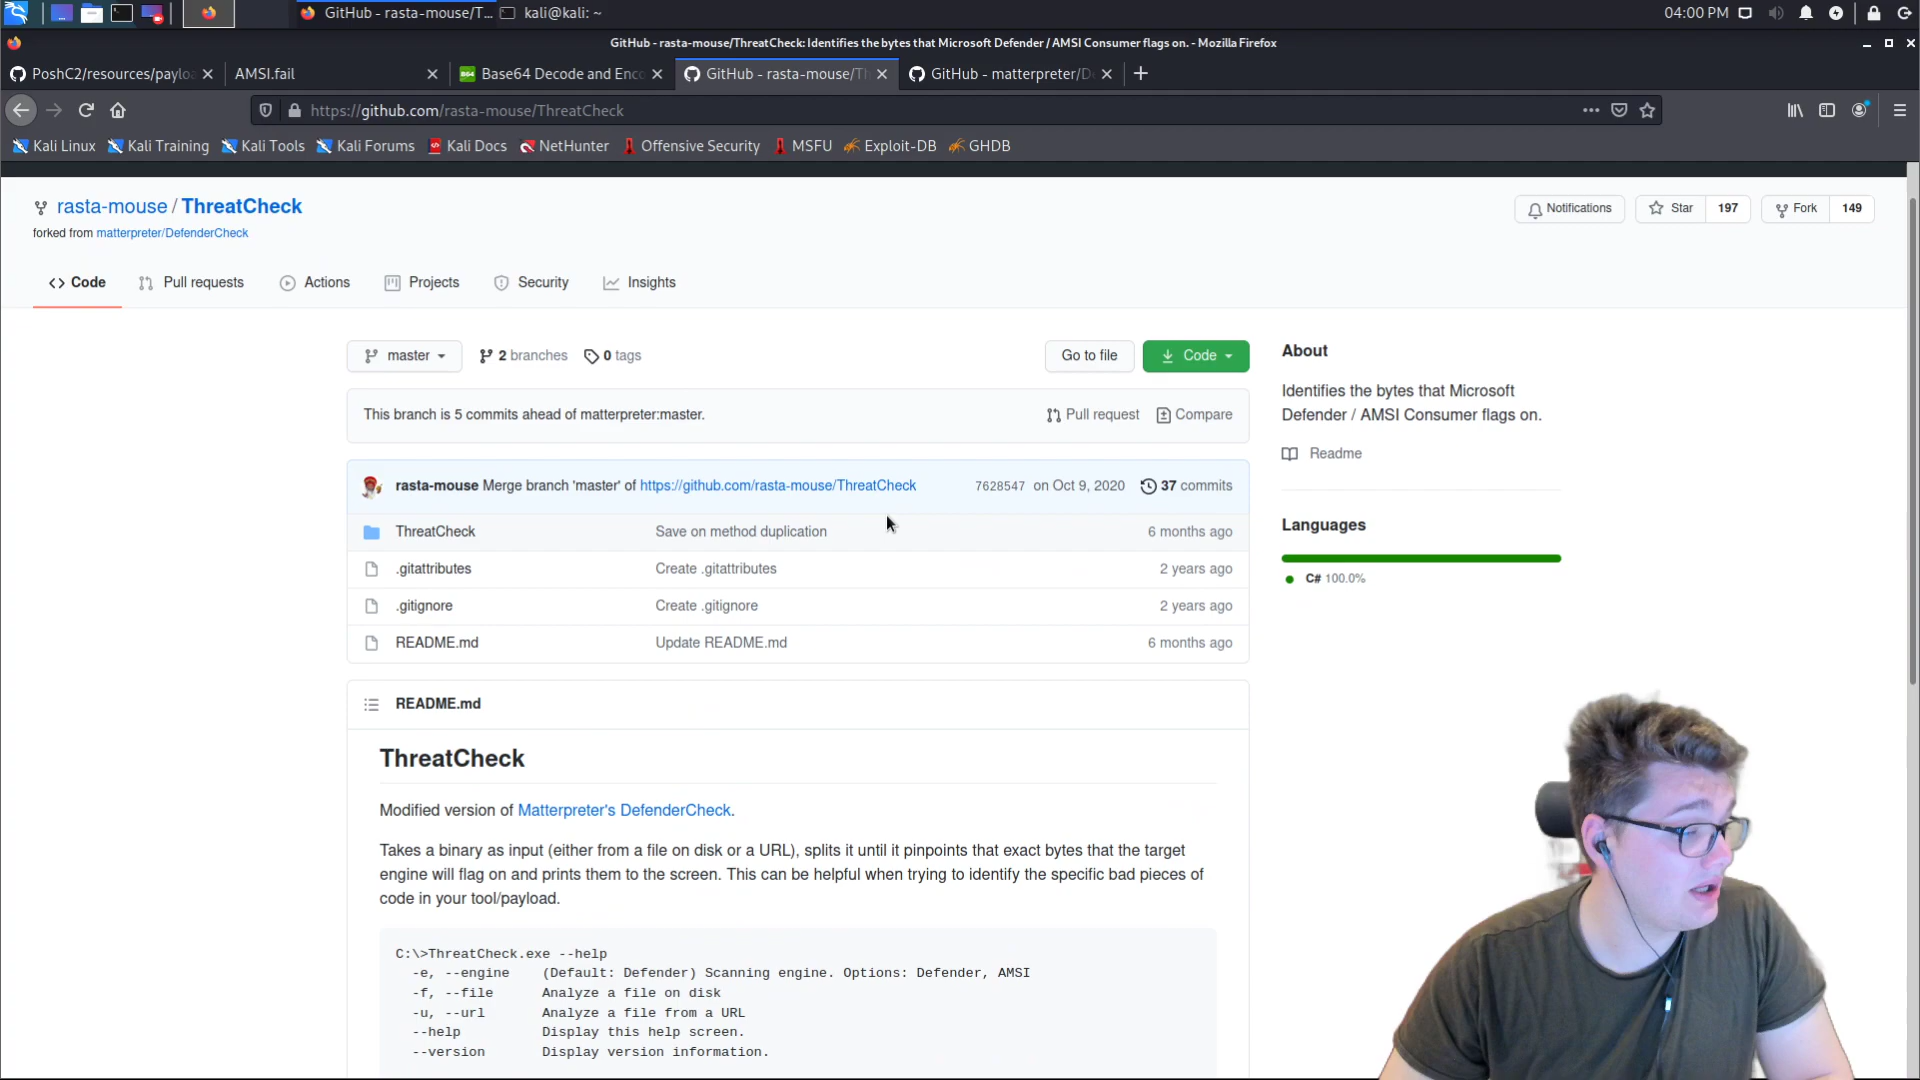 GitHub - rasta-mouse/T...
kali@kali: ~
04:00 PM
GitHub - rasta-mouse/ThreatCheck: Identifies the bytes that Microsoft Defender / AMSI Consumer flags on. - Mozilla Firefox
PoshC2/resources/paylo
AMSI.fail
Base64 Decode and Enco
GitHub - rasta-mouse/Th
GitHub - matterpreter/De
https://github.com/rasta-mouse/ThreatCheck
Kali Linux
Kali Training
Kali Tools
Kali Forums
Kali Docs
NetHunter
Offensive Security
MSFU
Exploit-DB
GHDB
rasta-mouse / ThreatCheck
forked from matterpreter/DefenderCheck
Notifications
Star 197
Fork 149
Code
Pull requests
Actions
Projects
Security
Insights
master
2 branches
0 tags
Go to file
Code
This branch is 5 commits ahead of matterpreter:master.
Pull request
Compare
rasta-mouse Merge branch 'master' of https://github.com/rasta-mouse/ThreatCheck
7628547 on Oct 9, 2020
37 commits
ThreatCheck Save on method duplication 6 months ago
.gitattributes Create .gitattributes 2 years ago
.gitignore Create .gitignore 2 years ago
README.md Update README.md 6 months ago
About
Identifies the bytes that Microsoft
Defender / AMSI Consumer flags on.
Readme
Languages
C# 100.0%
README.md
ThreatCheck
Modified version of Matterpreter's DefenderCheck.
Takes a binary as input (either from a file on disk or a URL), splits it until it pinpoints that exact bytes that the target
engine will flag on and prints them to the screen. This can be helpful when trying to identify the specific bad pieces of
code in your tool/payload.
C:\>ThreatCheck.exe --help
-e, --engine (Default: Defender) Scanning engine. Options: Defender, AMSI
-f, --file Analyze a file on disk
-u, --url Analyze a file from a URL
--help Display this help screen.
--version Display version information.